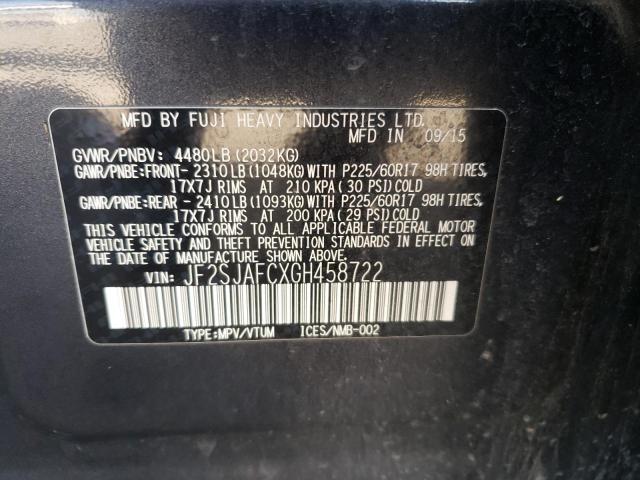 MFD BY FUJI HEAVY INDUSTRIES LTD.
MFD IN 09/15
GVWR/PNBV: 4480LB (2032KG)
GAWR/PNBE:FRONT- 2310LB (1048KG) WITH P225/60R17 98H TIRES,
17X7J RIMS AT 210 KPA (30 PSI) COLD
GAWR/PNBE:REAR - 2410LB (1093KG) WITH P225/60R17 98H TIRES,
17X7J RIMS AT 200 KPA (29 PSI) COLD
THIS VEHICLE CONFORMS TO ALL APPLICABLE FEDERAL MOTOR
VEHICLE SAFETY AND THEFT PREVENTION STANDARDS IN EFFECT ON
THE DATE OF MANUFACTURE SHOWN ABOVE.
VIN: JF2SJAFCXGH458722
TYPE:MPV/VTUM ICES/NMB-002